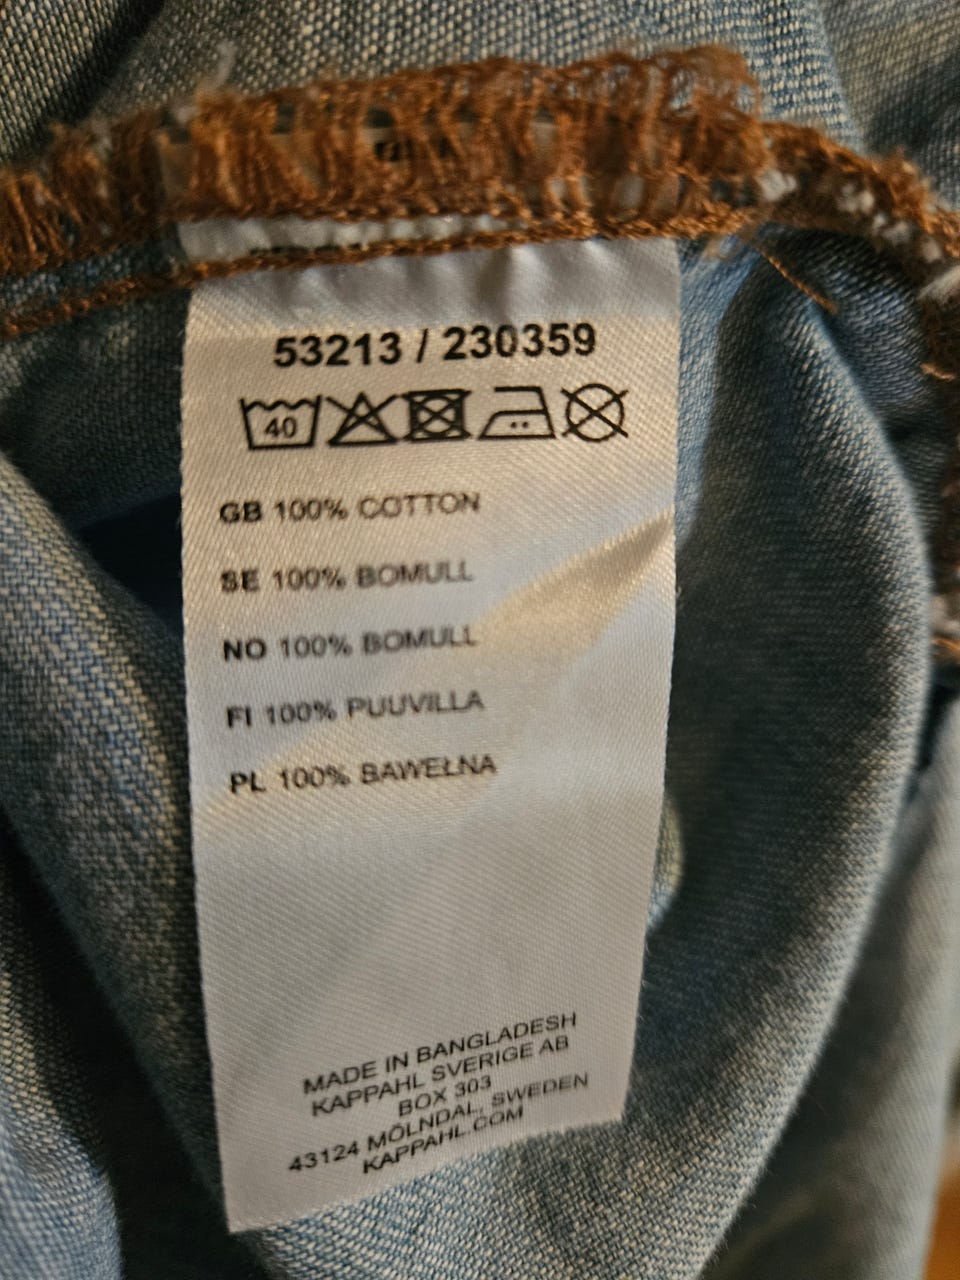 53213 / 230359
40
GB 100% COTTON
SE 100% BOMULL
NO 100% BOMULL
FI 100% PUUVILLA
PL 100% BAWEŁNA
MADE IN BANGLADESH
KAPPAHL SVERIGE AB
BOX 303
43124 MÖLNDAL, SWEDEN
KAPPAHL.COM